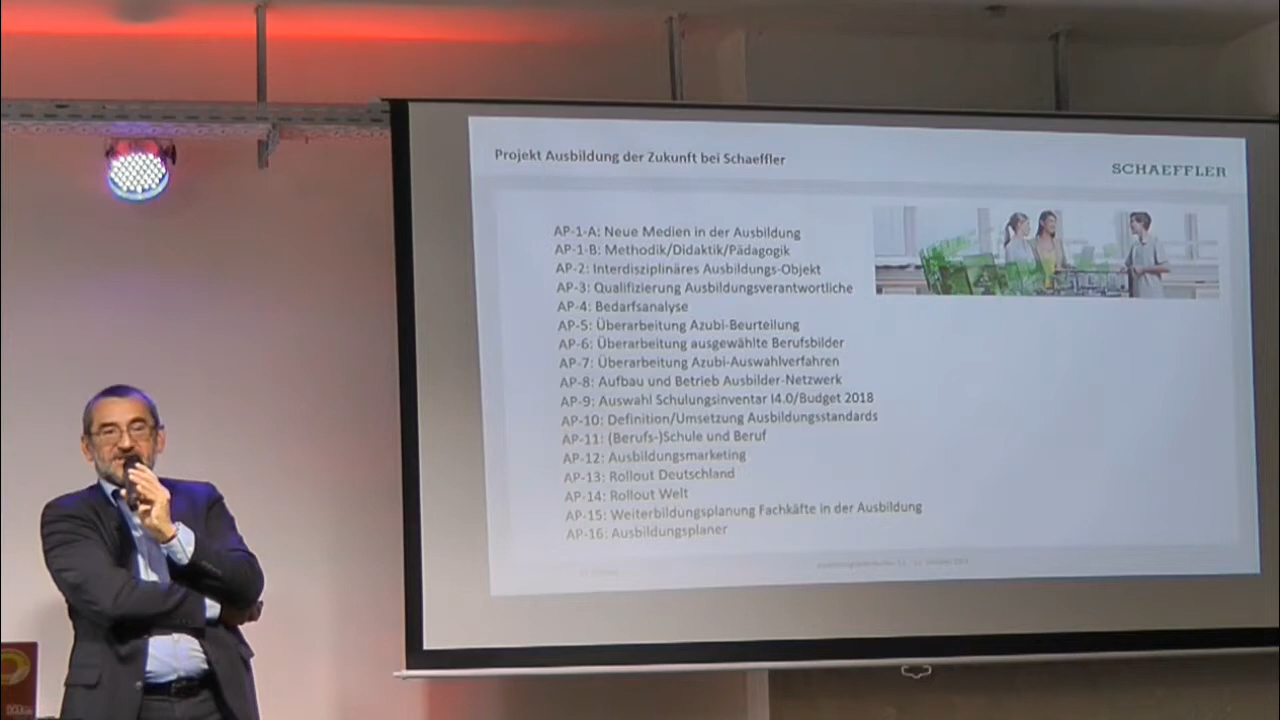 Projekt Ausbildung der Zukunft bei Schaeffler
SCHAEFFLER
AP-1-A: Neue Medien in der Ausbildung
AP-1-B: Methodik/Didaktik/Pädagogik
AP-2: Interdisziplinäres Ausbildungs-Objekt
AP-3: Qualifizierung Ausbildungsverantwortliche
AP-4: Bedarfsanalyse
AP-5: Überarbeitung Azubi-Beurteilung
AP-6: Überarbeitung ausgewählte Berufsbilder
AP-7: Überarbeitung Azubi-Auswahlverfahren
AP-8: Aufbau und Betrieb Ausbilder-Netzwerk
AP-9: Auswahl Schulungsinventar I4.0/Budget 2018
AP-10: Definition/Umsetzung Ausbildungsstandards
AP-11: (Berufs-)Schule und Beruf
AP-12: Ausbildungsmarketing
AP-13: Rollout Deutschland
AP-14: Rollout Welt
AP-15: Weiterbildungsplanung Fachkäfte in der Ausbildung
AP-16: Ausbildungsplaner